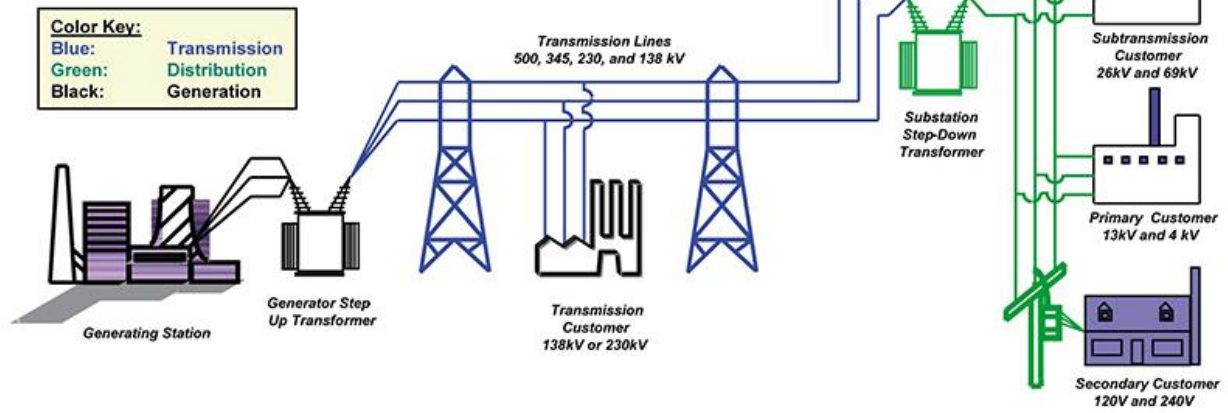 Color Key:
Blue: Transmission
Green: Distribution
Black: Generation
Transmission Lines
500, 345, 230, and 138 kV
Subtransmission
Customer
26kV and 69kV
Substation
Step-Down
Transformer
Primary Customer
13kV and 4 kV
Generating Station
Generator Step
Up Transformer
Transmission
Customer
138kV or 230kV
Secondary Customer
120V and 240V